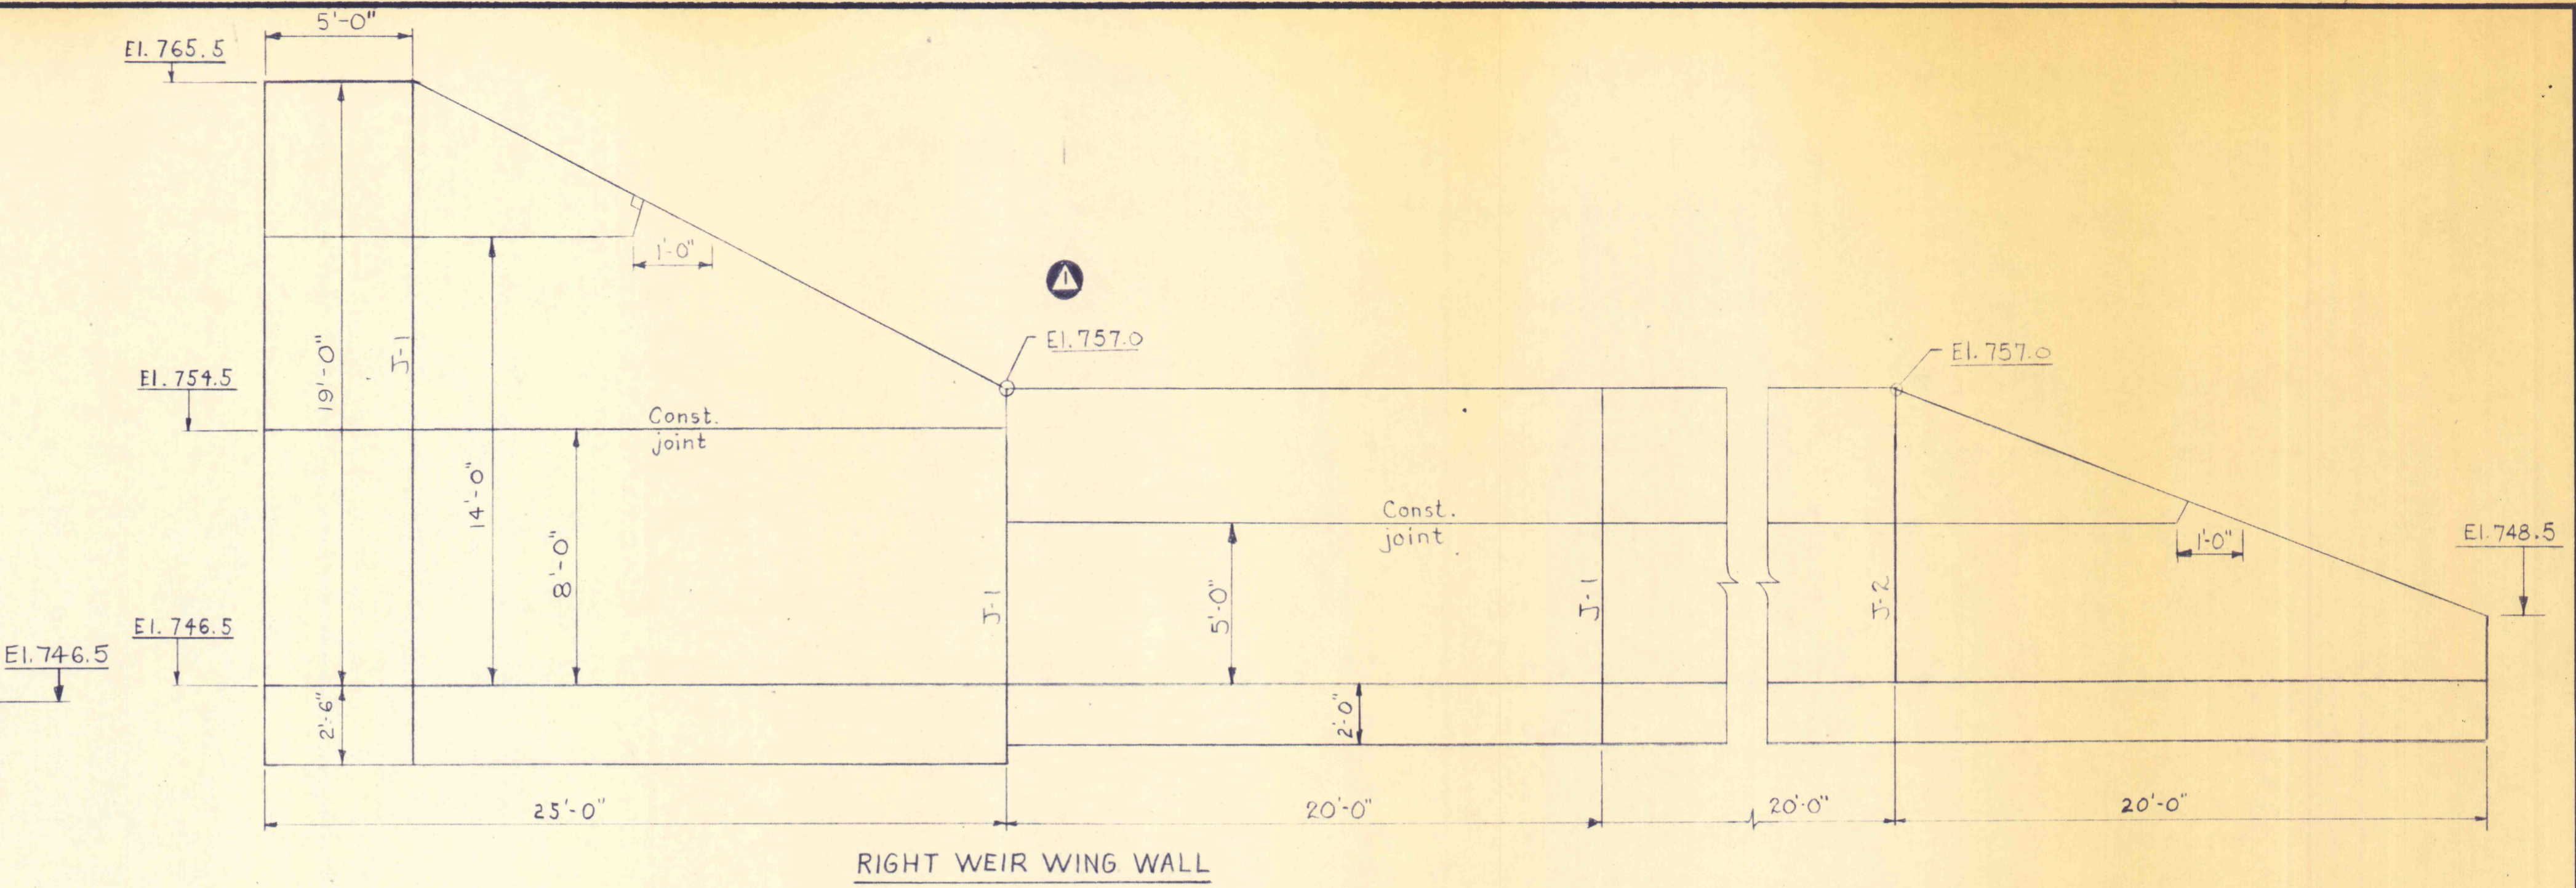 5'-0"
El. 765.5
El. 757.0
El. 757.0
1'-0"
19'-0"
J-1
El. 754.5
Const.
joint
14'-0"
8'-0"
Const.
joint
J-1
5'-0"
J-1
J-2
1'-0"
El. 748.5
El. 746.5
El. 746.5
2'-6"
2'-0"
25'-0"
20'-0"
20'-0"
20'-0"
1
RIGHT WEIR WING WALL